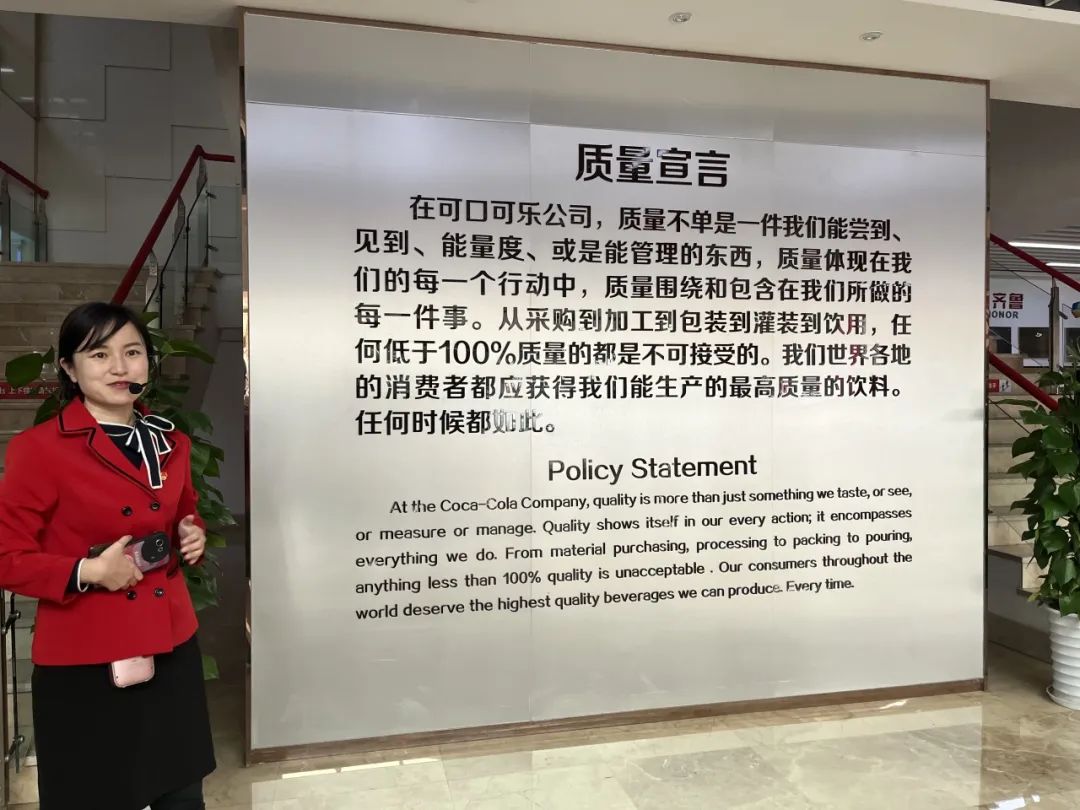 质量宣言
在可口可乐公司，质量不单是一件我们能尝到、
见到、能量度、或是能管理的东西，质量体现在我
们的每一个行动中，质量围绕和包含在我们所做的
每一件事。从采购到加工到包装到灌装到饮用，任
何低于100%质量的都是不可接受的。我们世界各地
的消费者都应获得我们能生产的最高质量的饮料。
任何时候都如此。
Policy Statement
At the Coca-Cola Company, quality is more than just something we taste, or see,
or measure or manage. Quality shows itself in our every action; it encompasses
everything we do. From material purchasing, processing to packing to pouring,
anything less than 100% quality is unacceptable . Our consumers throughout the
world deserve the highest quality beverages we can produce. Every time.
齐鲁
ONOR